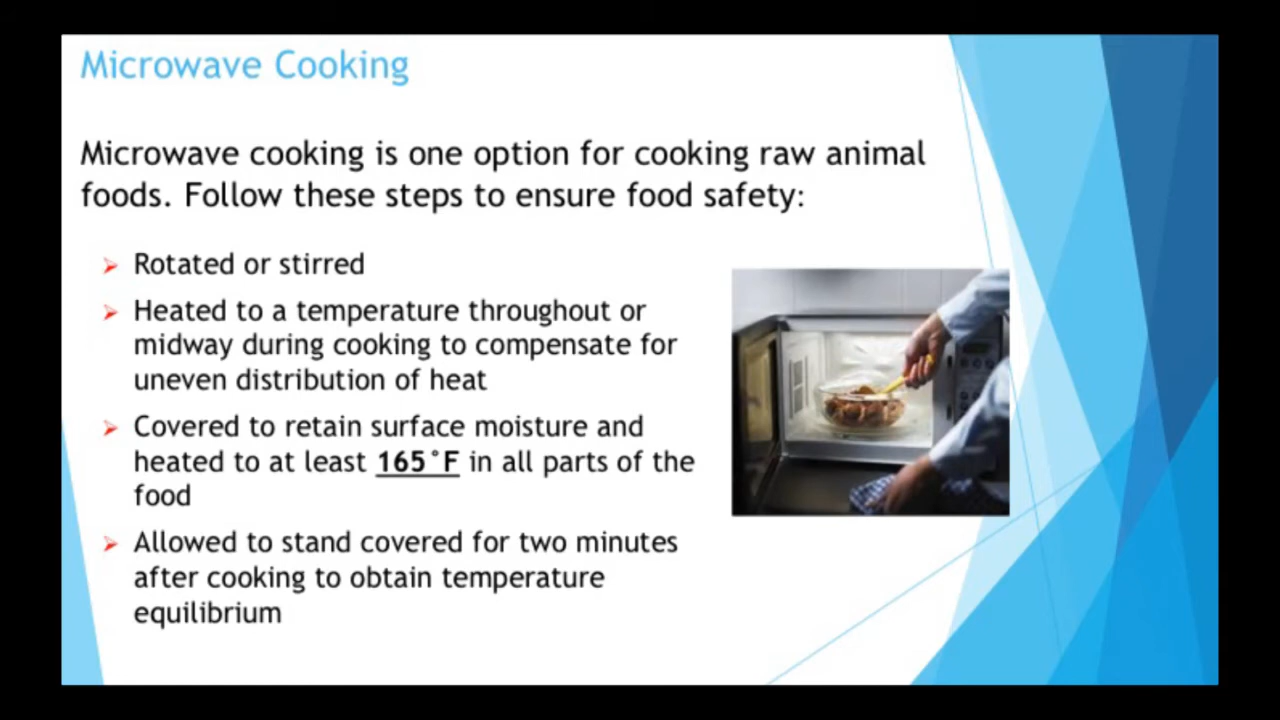 Microwave Cooking
Microwave cooking is one option for cooking raw animal
foods. Follow these steps to ensure food safety:
Rotated or stirred
Heated to a temperature throughout or
midway during cooking to compensate for
uneven distribution of heat
Covered to retain surface moisture and
heated to at least 165°F in all parts of the
food
Allowed to stand covered for two minutes
after cooking to obtain temperature
equilibrium